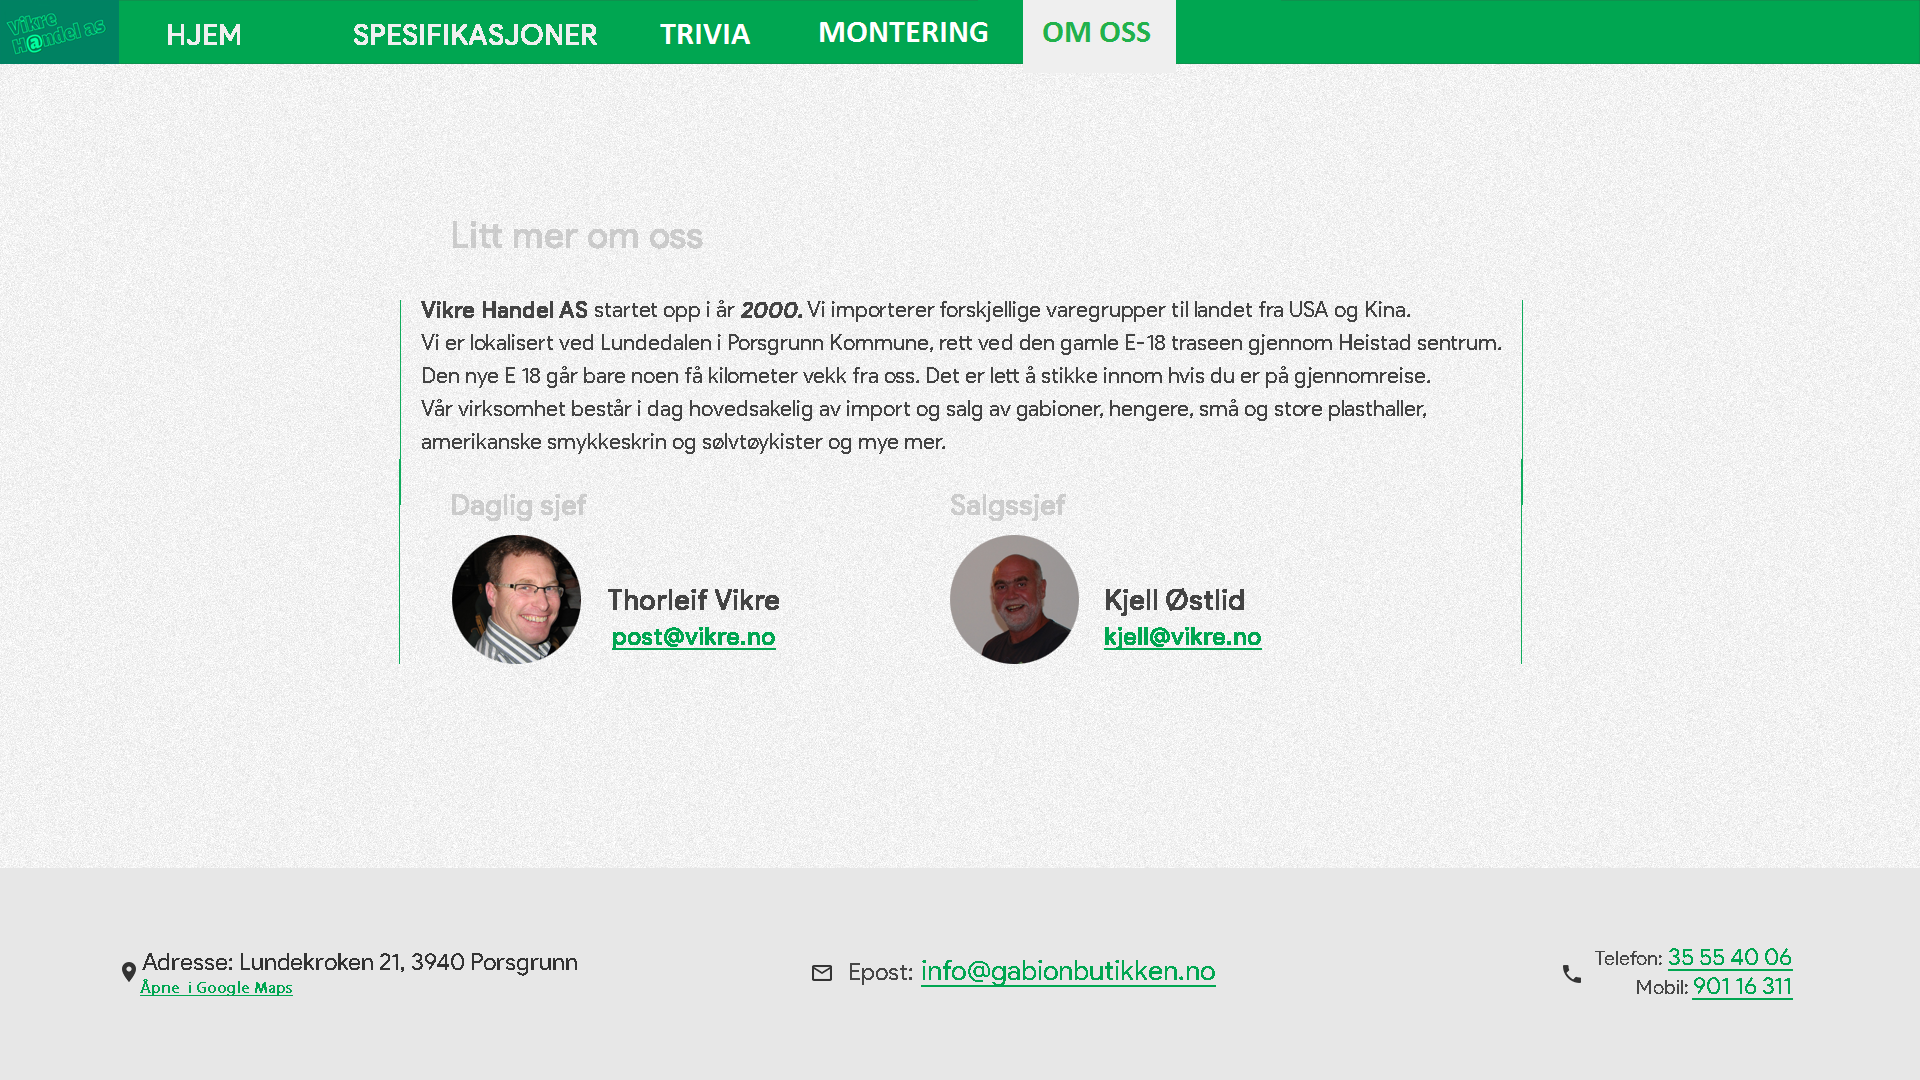 Vikre
H@ndel as
HJEM
SPESIFIKASJONER
TRIVIA
MONTERING
OM OSS
Litt mer om oss
Vikre Handel AS startet opp i år 2000. Vi importerer forskjellige varegrupper til landet fra USA og Kina.
Vi er lokalisert ved Lundedalen i Porsgrunn Kommune, rett ved den gamle E-18 traseen gjennom Heistad sentrum.
Den nye E 18 går bare noen få kilometer vekk fra oss. Det er lett å stikke innom hvis du er på gjennomreise.
Vår virksomhet består i dag hovedsakelig av import og salg av gabioner, hengere, små og store plasthaller,
amerikanske smykkeskrin og sølvtøykister og mye mer.
Daglig sjef
Thorleif Vikre
post@vikre.no
Salgssjef
Kjell Østlid
kjell@vikre.no
Adresse: Lundekroken 21, 3940 Porsgrunn
Åpne i Google Maps
Epost: info@gabionbutikken.no
Telefon: 35 55 40 06
Mobil: 901 16 311